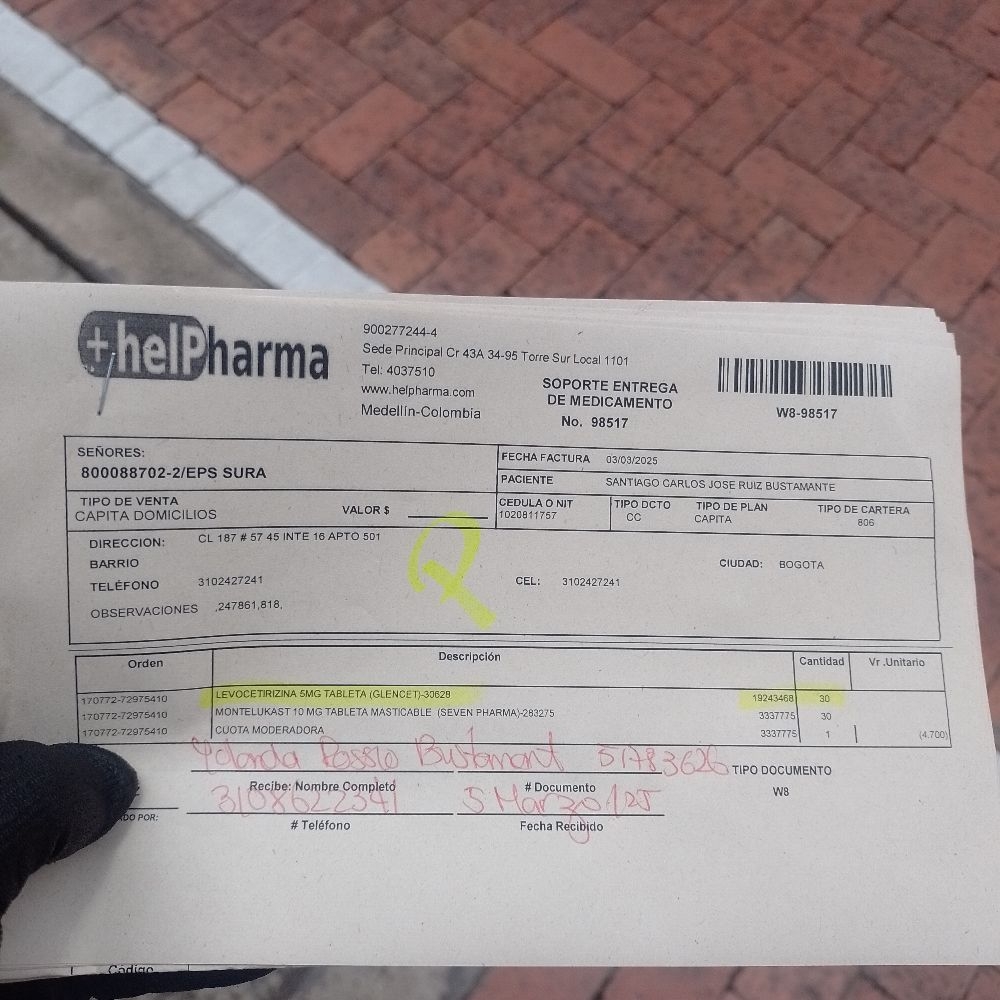 +helPharma
900277244-4
Sede Principal Cr 43A 34-95 Torre Sur Local 1101
Tel: 4037510
www.helpharma.com
Medellín-Colombia
SOPORTE ENTREGA
DE MEDICAMENTO
No. 98517
W8-98517
SEÑORES:
800088702-2/EPS SURA
FECHA FACTURA 03/03/2025
PACIENTE SANTIAGO CARLOS JOSE RUIZ BUSTAMANTE
TIPO DE VENTA
CAPITA DOMICILIOS
VALOR $
CEDULA O NIT
1020811757
TIPO DCTO
CC
TIPO DE PLAN
CAPITA
TIPO DE CARTERA
806
DIRECCION: CL 187 # 57 45 INTE 16 APTO 501
BARRIO
CIUDAD: BOGOTA
TELÉFONO 3102427241
CEL: 3102427241
OBSERVACIONES ,247861,818,
P
Orden Descripción Cantidad Vr .Unitario
170772-72975410 LEVOCETIRIZINA 5MG TABLETA (GLENCET)-30628 19243468 30
170772-72975410 MONTELUKAST 10 MG TABLETA MASTICABLE (SEVEN PHARMA)-283275 3337775 30
170772-72975410 CUOTA MODERADORA 3337775 1 (4.700)
Yolanda Bustamant 51783626
TIPO DOCUMENTO
W8
Recibe: Nombre Completo # Documento
3108622541 5 Marzo/25
DO POR:
# Teléfono Fecha Recibido
Código